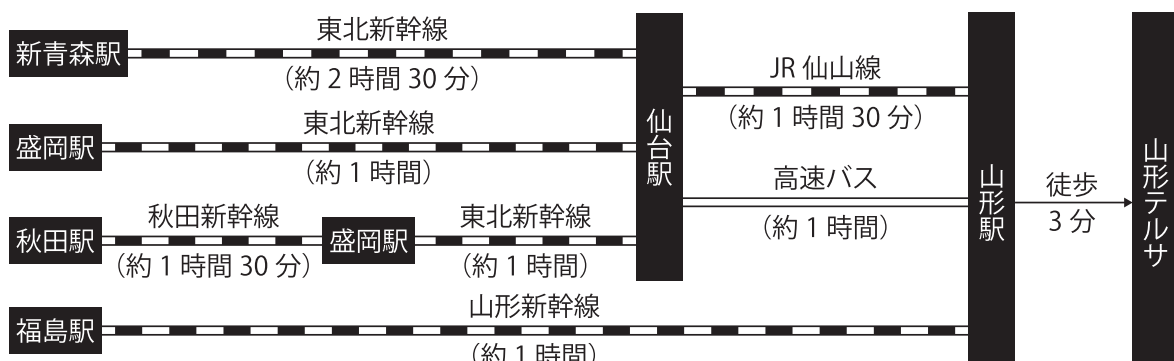 東北新幹線
新青森駅
（約 2 時間 30 分）
JR 仙山線
（約 1 時間 30 分）
東北新幹線
盛岡駅
（約 1 時間）
仙台駅
高速バス
（約 1 時間）
秋田新幹線
東北新幹線
秋田駅
盛岡駅
（約 1 時間 30 分）
（約 1 時間）
山形駅
徒歩
3 分
山形テルサ
山形新幹線
福島駅
（約 1 時間）